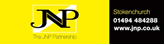 JNP
The JNP Partnership
Stokenchurch
01494 484288
www.jnp.co.uk